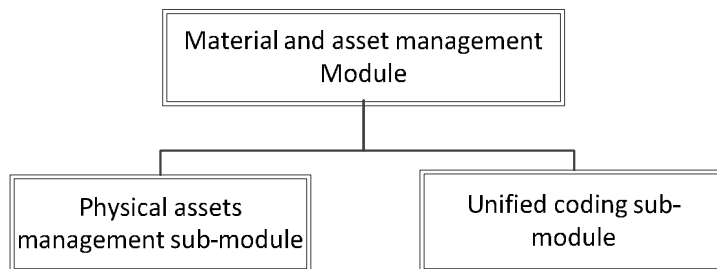 Material and asset management
Module
Physical assets
management sub-module
Unified coding sub-
module